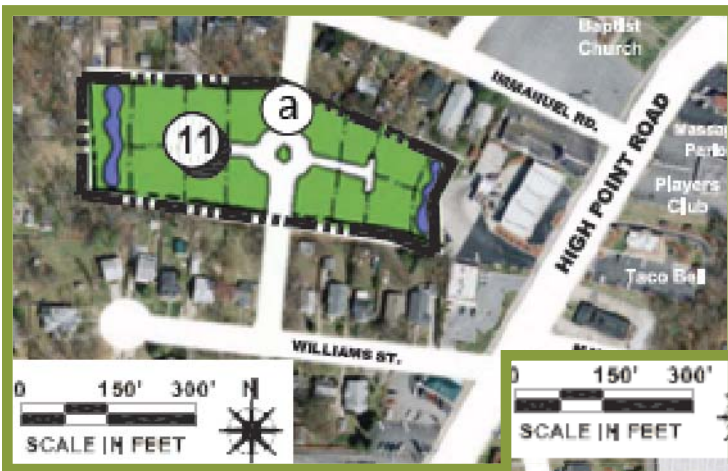 Baptist
Church
IMMANUEL RD.
HIGH POINT ROAD
Players
Club
Taco Bell
a
11
WILLIAMS ST.
0 150' 300' N
SCALE IN FEET
150' 300'
SCALE IN FEET